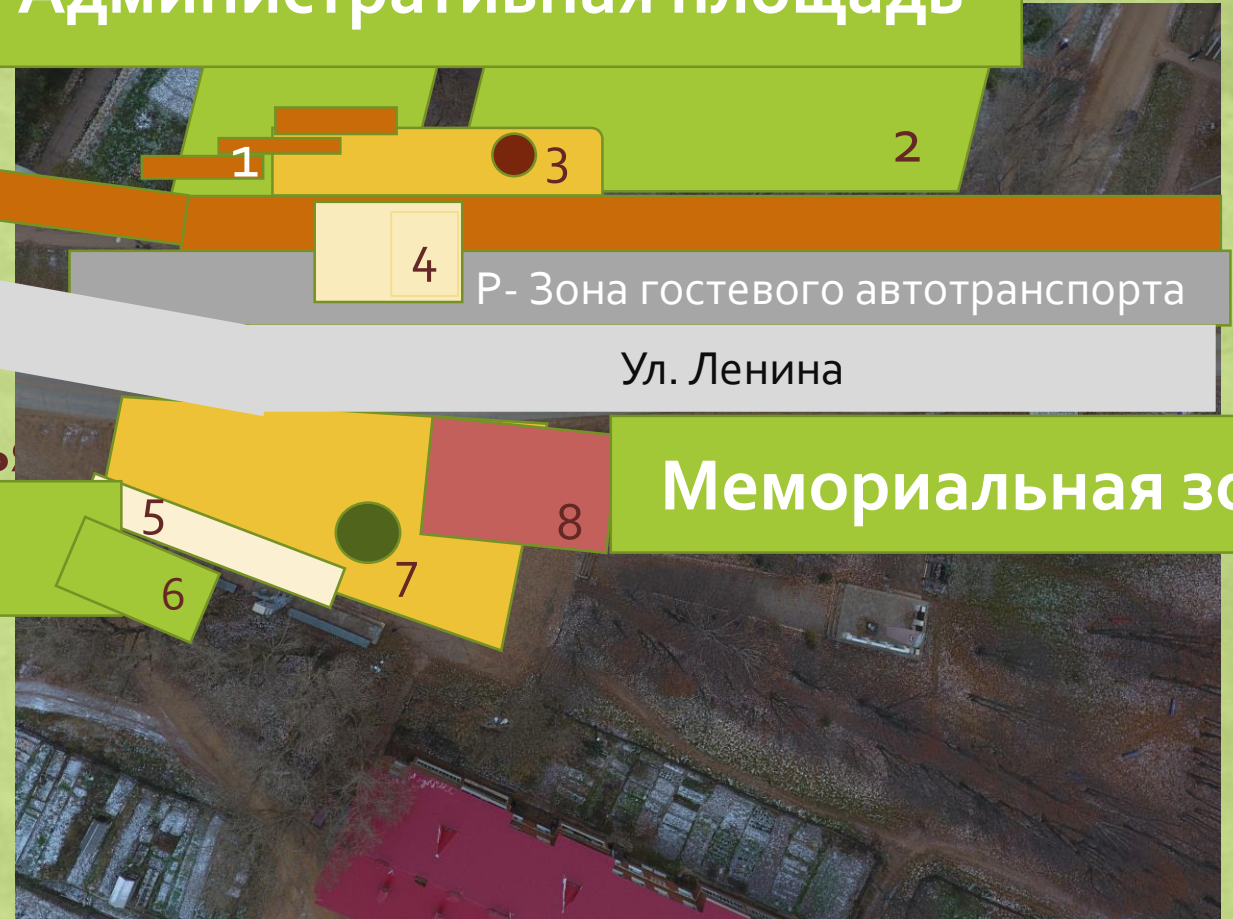 Административная площадь
2
1
3
4
Р- Зона гостевого автотранспорта
Ул. Ленина
Мемориальная зо
5
8
7
6